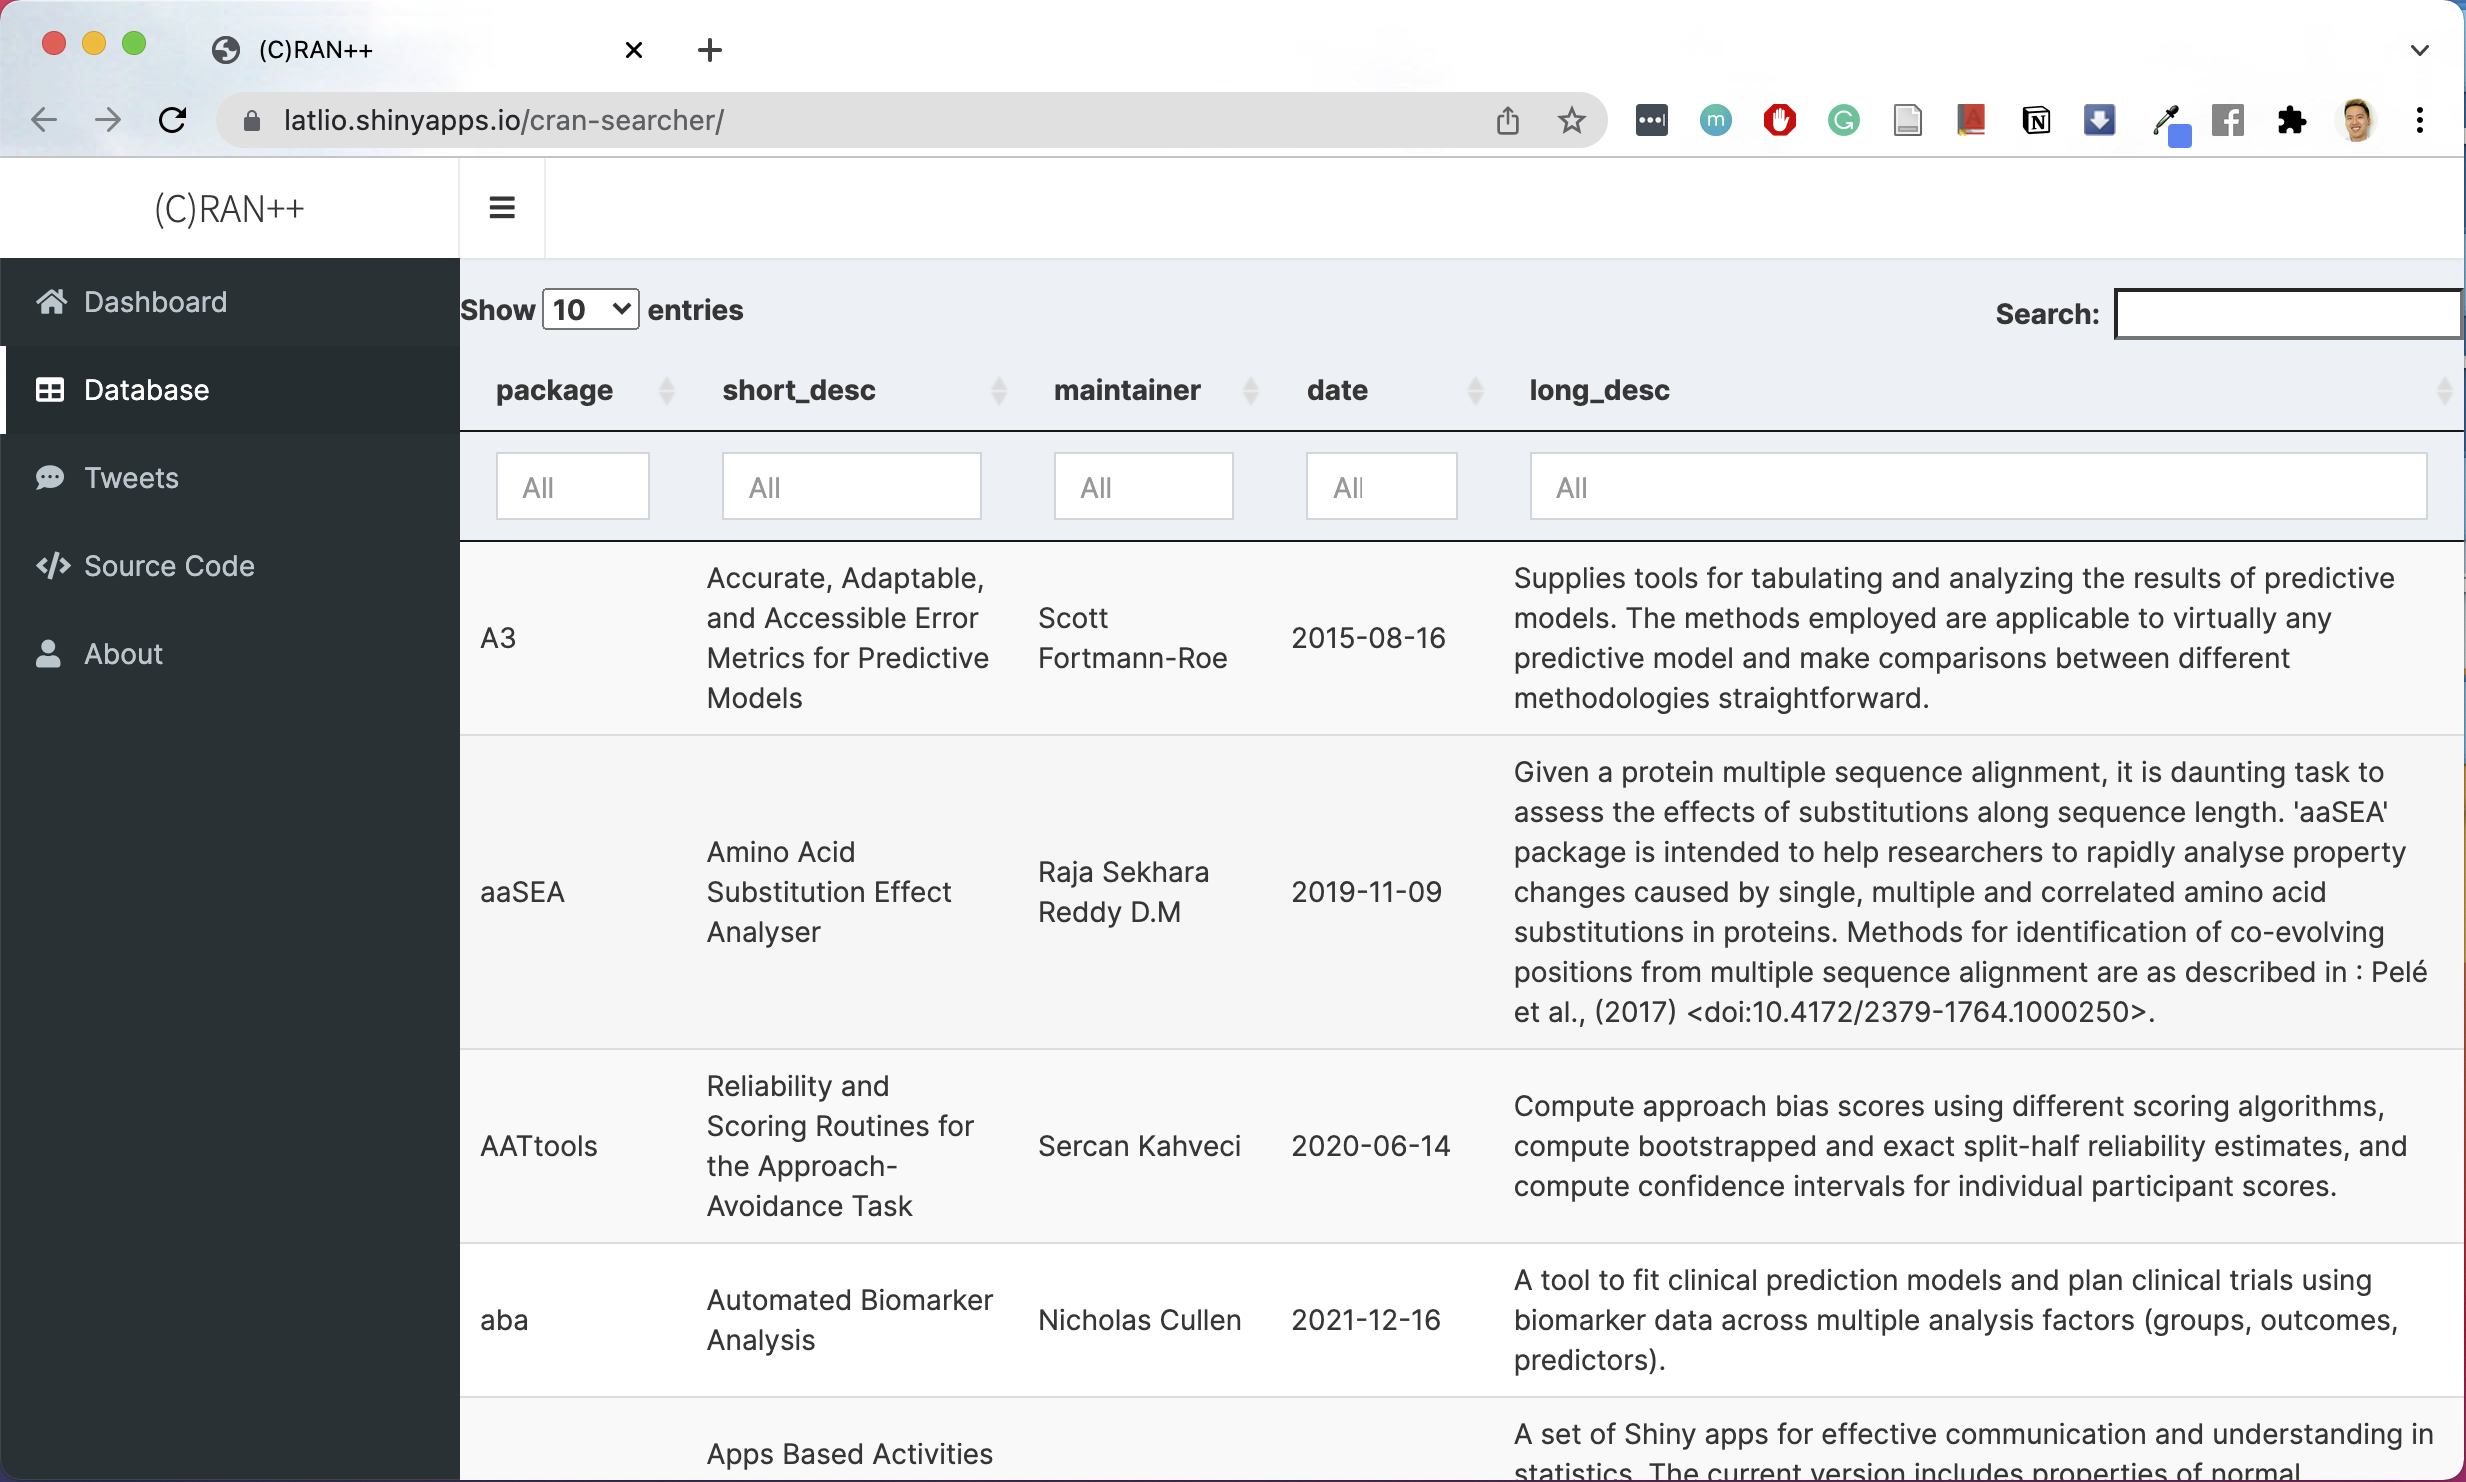 (C)RAN++
latlio.shinyapps.io/cran-searcher/
(C)RAN++
Dashboard
Database
Tweets
Source Code
About
Show 10 entries
Search:
package short_desc maintainer date long_desc
All All All All All
A3
Accurate, Adaptable,
and Accessible Error
Metrics for Predictive
Models
Scott
Fortmann-Roe
2015-08-16
Supplies tools for tabulating and analyzing the results of predictive
models. The methods employed are applicable to virtually any
predictive model and make comparisons between different
methodologies straightforward.
aaSEA
Amino Acid
Substitution Effect
Analyser
Raja Sekhara
Reddy D.M
2019-11-09
Given a protein multiple sequence alignment, it is daunting task to
assess the effects of substitutions along sequence length. 'aaSEA'
package is intended to help researchers to rapidly analyse property
changes caused by single, multiple and correlated amino acid
substitutions in proteins. Methods for identification of co-evolving
positions from multiple sequence alignment are as described in : Pelé
et al., (2017) <doi:10.4172/2379-1764.1000250>.
AATtools
Reliability and
Scoring Routines for
the Approach-
Avoidance Task
Sercan Kahveci
2020-06-14
Compute approach bias scores using different scoring algorithms,
compute bootstrapped and exact split-half reliability estimates, and
compute confidence intervals for individual participant scores.
aba
Automated Biomarker
Analysis
Nicholas Cullen
2021-12-16
A tool to fit clinical prediction models and plan clinical trials using
biomarker data across multiple analysis factors (groups, outcomes,
predictors).
Apps Based Activities
A set of Shiny apps for effective communication and understanding in
statistics. The current version includes properties of normal